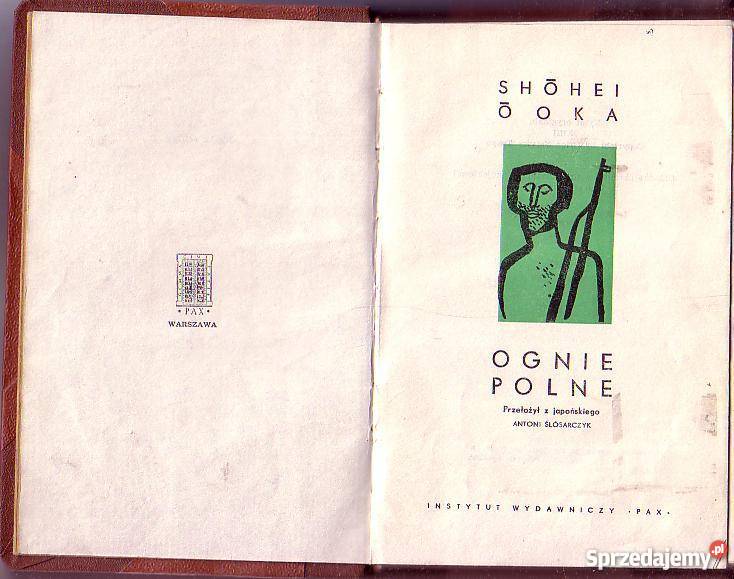 • PAX •
WARSZAWA
SHŌHEI
ŌOKA
OGNIE
POLNE
Przełożył z japońskiego
ANTONI ŚLÓSARCZYK
INSTYTUT WYDAWNICZY •PAX•
Sprzedajemy.pl